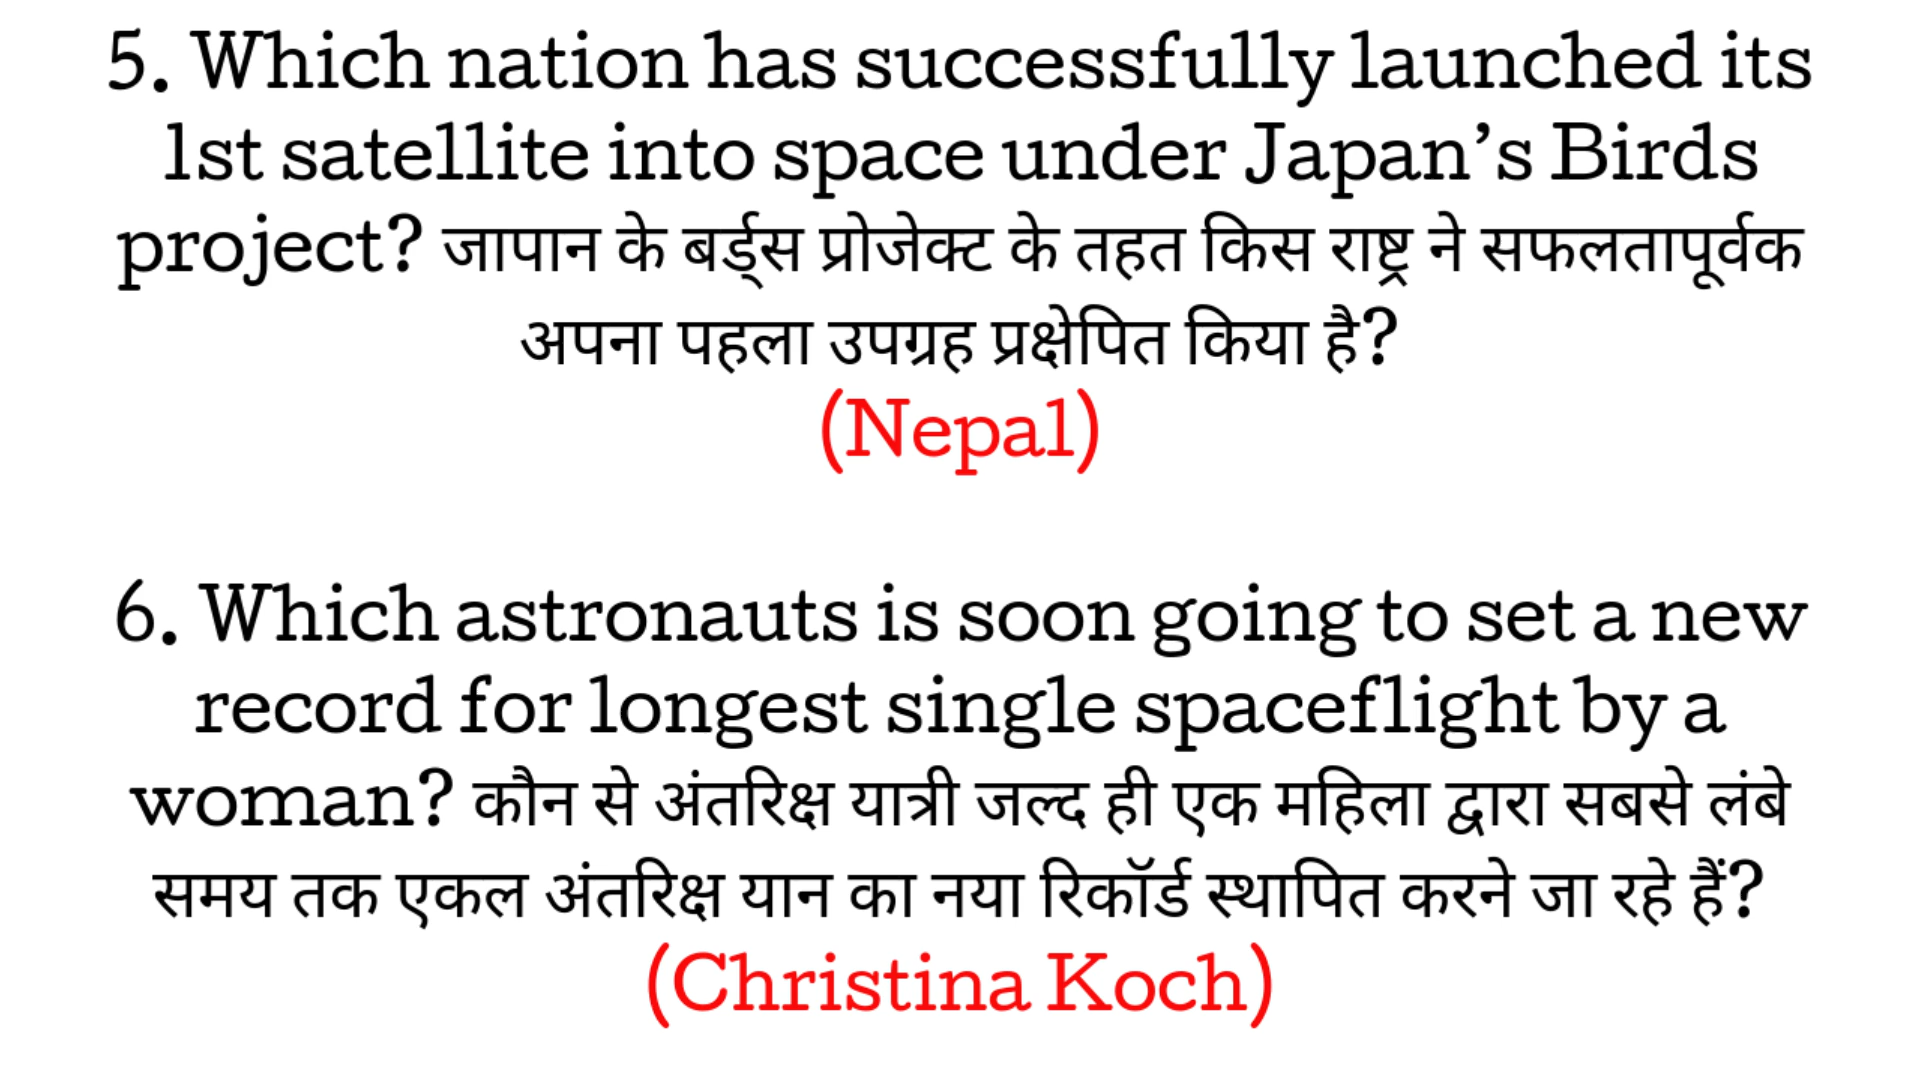 5. Which nation has successfully launched its
1st satellite into space under Japan’s Birds
project? जापान के बर्ड्स प्रोजेक्ट के तहत किस राष्ट्र ने सफलतापूर्वक
अपना पहला उपग्रह प्रक्षेपित किया है?
(Nepal)
6. Which astronauts is soon going to set a new
record for longest single spaceflight by a
woman? कौन से अंतरिक्ष यात्री जल्द ही एक महिला द्वारा सबसे लंबे
समय तक एकल अंतरिक्ष यान का नया रिकॉर्ड स्थापित करने जा रहे हैं?
(Christina Koch)